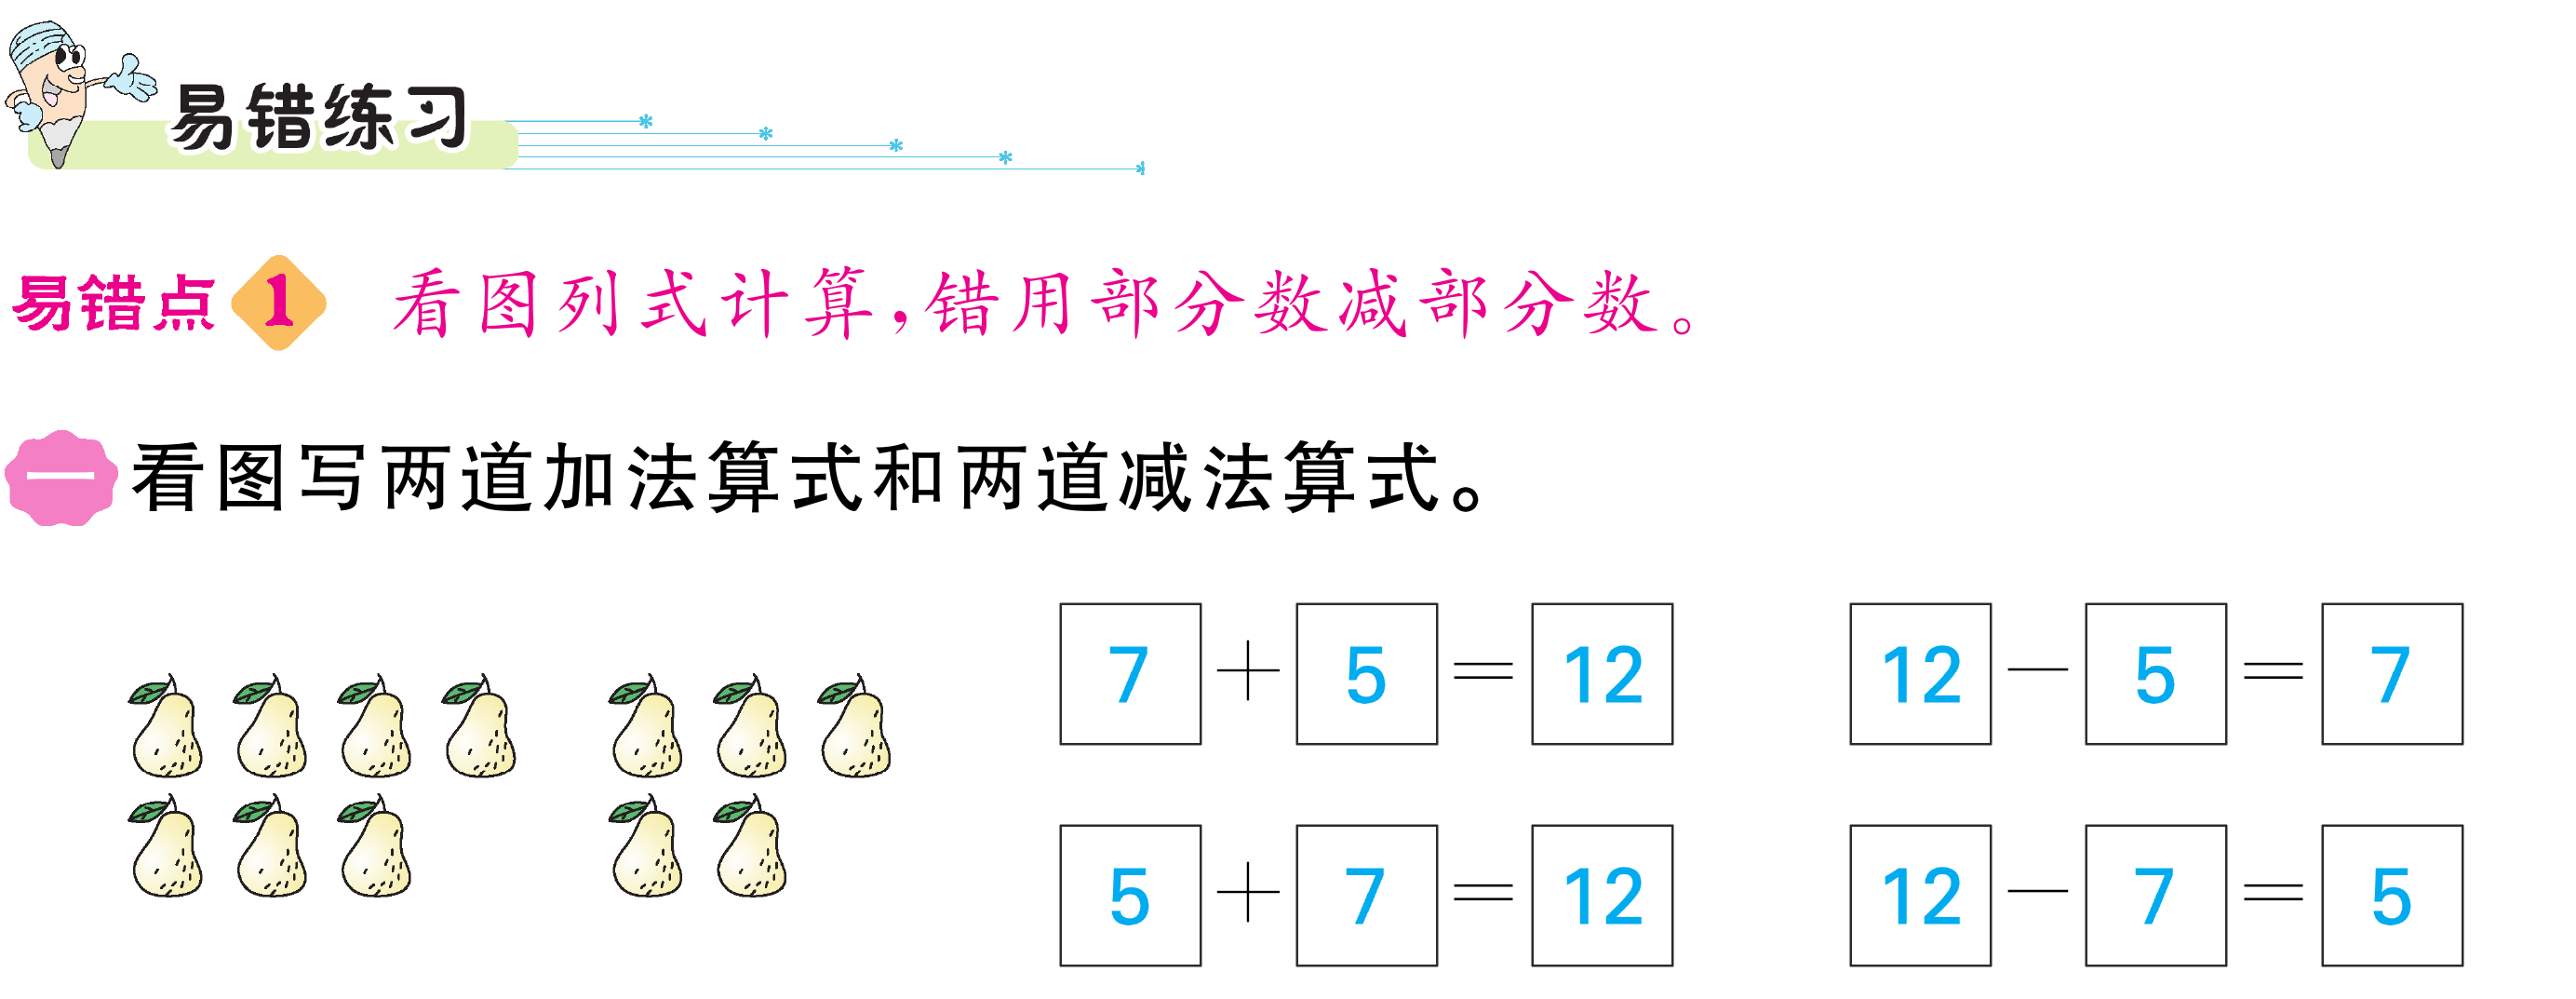 易错练习
易错点 1 看图列式计算,错用部分数减部分数。
一 看图写两道加法算式和两道减法算式。
7 + 5 = 12 12 - 5 = 7
5 + 7 = 12 12 - 7 = 5